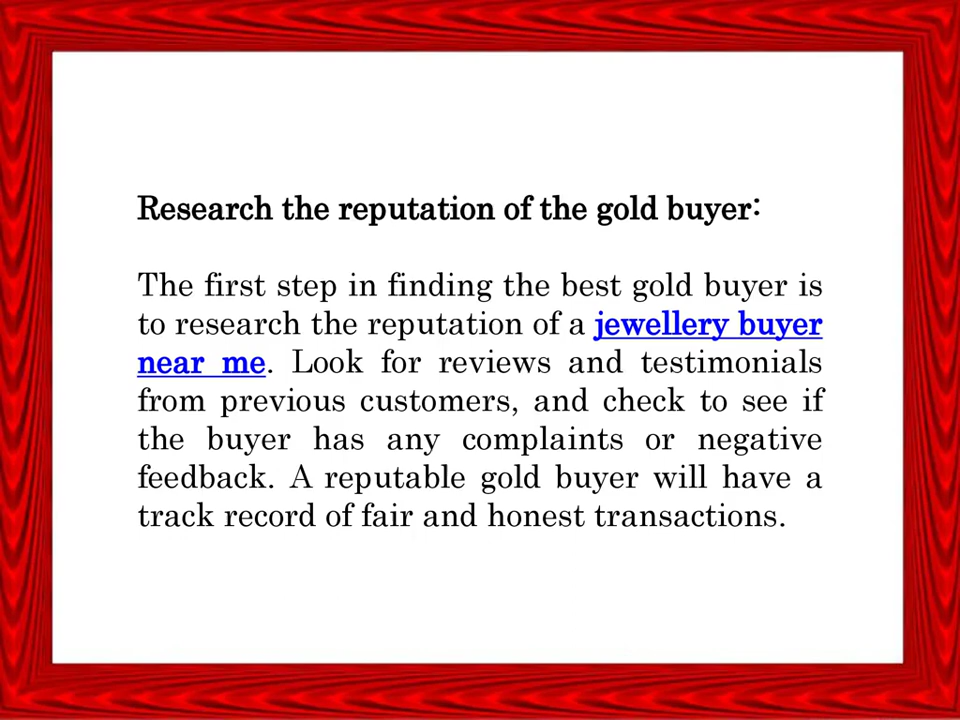 Research the reputation of the gold buyer:
The first step in finding the best gold buyer is
to research the reputation of a jewellery buyer
near me. Look for reviews and testimonials
from previous customers, and check to see if
the buyer has any complaints or negative
feedback. A reputable gold buyer will have a
track record of fair and honest transactions.